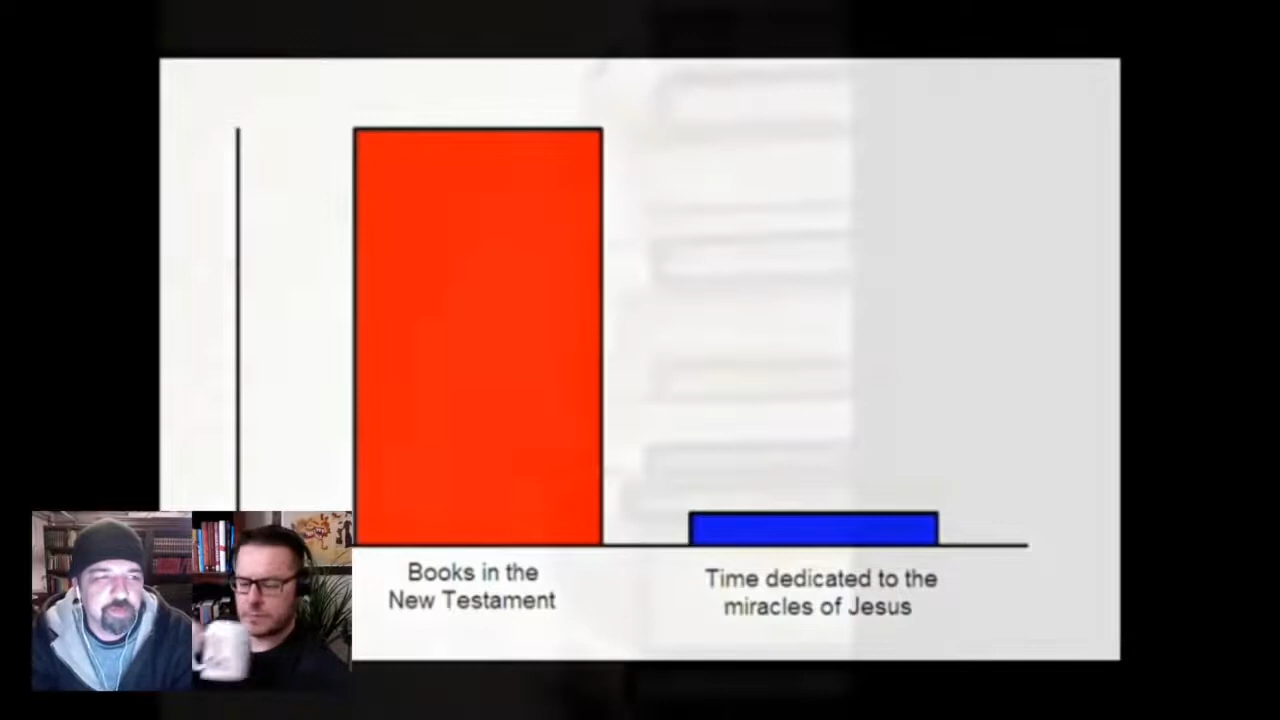 Books in the
New Testament
Time dedicated to the
miracles of Jesus